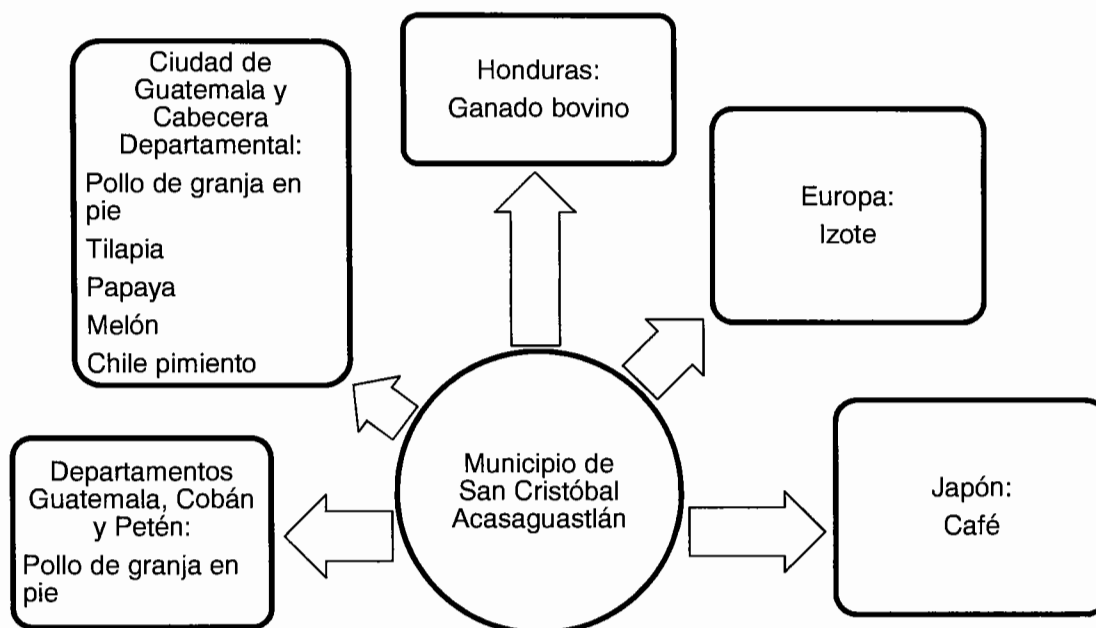 Ciudad de
Guatemala y
Cabecera
Departamental:
Pollo de granja en
pie
Tilapia
Papaya
Melón
Chile pimiento
Honduras:
Ganado bovino
Europa:
Izote
Departamentos
Guatemala, Cobán
y Petén:
Pollo de granja en
pie
Municipio de
San Cristóbal
Acasaguastlán
Japón:
Café